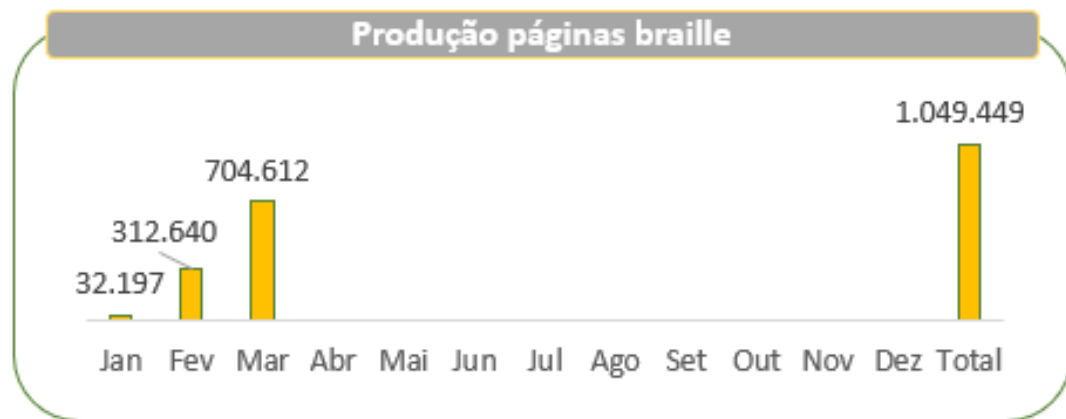 Produção páginas braille
1.049.449
704.612
312.640
32.197
Jan Fev Mar Abr Mai Jun Jul Ago Set Out Nov Dez Total